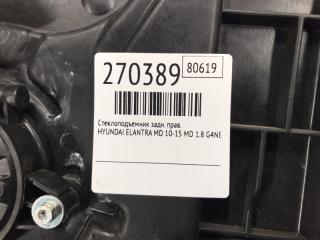 270389 80619
Стеклоподъемник задн. прав.
HYUNDAI ELANTRA MD 10-15 MD 1.8 G4NB